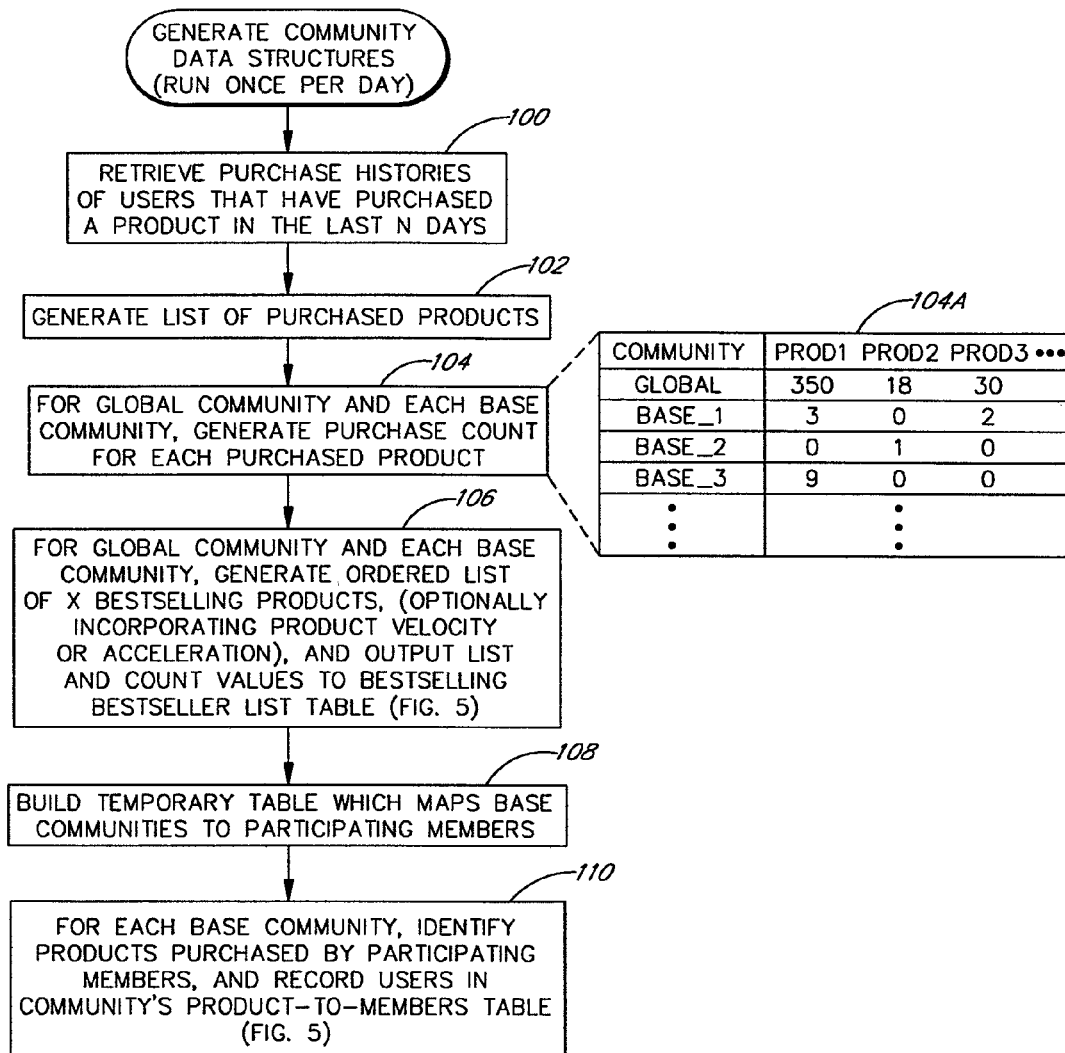 GENERATE COMMUNITY
DATA STRUCTURES
(RUN ONCE PER DAY)
100
RETRIEVE PURCHASE HISTORIES
OF USERS THAT HAVE PURCHASED
A PRODUCT IN THE LAST N DAYS
102
GENERATE LIST OF PURCHASED PRODUCTS
104
FOR GLOBAL COMMUNITY AND EACH BASE
COMMUNITY, GENERATE PURCHASE COUNT
FOR EACH PURCHASED PRODUCT
104A
COMMUNITY PROD1 PROD2 PROD3 •••
GLOBAL 350 18 30
BASE_1 3 0 2
BASE_2 0 1 0
BASE_3 9 0 0
106
FOR GLOBAL COMMUNITY AND EACH BASE
COMMUNITY, GENERATE ORDERED LIST
OF X BESTSELLING PRODUCTS, (OPTIONALLY
INCORPORATING PRODUCT VELOCITY
OR ACCELERATION), AND OUTPUT LIST
AND COUNT VALUES TO BESTSELLING
BESTSELLER LIST TABLE (FIG. 5)
108
BUILD TEMPORARY TABLE WHICH MAPS BASE
COMMUNITIES TO PARTICIPATING MEMBERS
110
FOR EACH BASE COMMUNITY, IDENTIFY
PRODUCTS PURCHASED BY PARTICIPATING
MEMBERS, AND RECORD USERS IN
COMMUNITY'S PRODUCT-TO-MEMBERS TABLE
(FIG. 5)